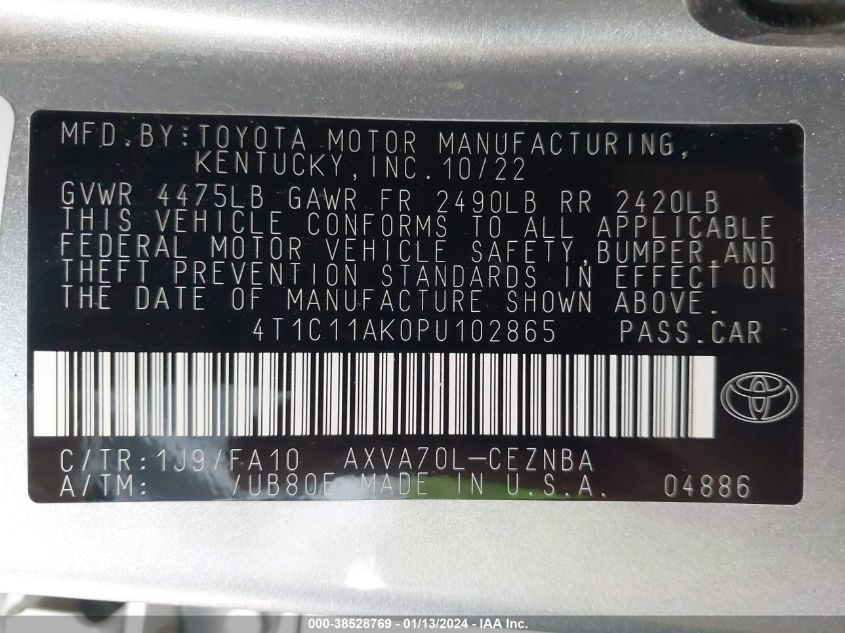 MFD.BY:TOYOTA MOTOR MANUFACTURING,
KENTUCKY,INC.10/22
GVWR 4475LB GAWR FR 2490LB RR 2420LB
THIS VEHICLE CONFORMS TO ALL APPLICABLE
FEDERAL MOTOR VEHICLE SAFETY,BUMPER,AND
THEFT PREVENTION STANDARDS IN EFFECT ON
THE DATE OF MANUFACTURE SHOWN ABOVE.
4T1C11AK0PU102865 PASS.CAR
C/TR:1J9/FA10 AXVA70L-CEZNBA
A/TM: /UB80E MADE IN U.S.A. 04886
000-38528769 - 01/13/2024 - IAA Inc.